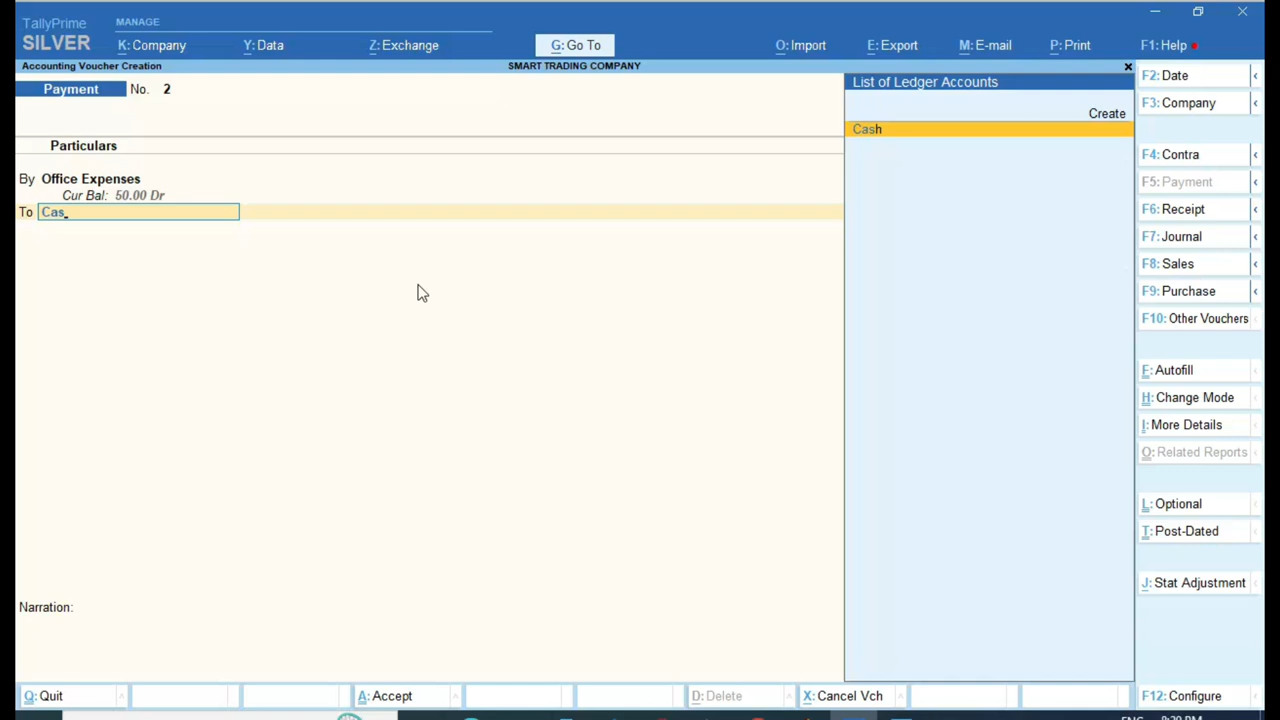 TallyPrime
SILVER
MANAGE
K: Company
Y: Data
Z: Exchange
G: Go To
O: Import
E: Export
M: E-mail
P: Print
F1: Help
Accounting Voucher Creation
SMART TRADING COMPANY
Payment No. 2
Particulars
By Office Expenses
Cur Bal: 50.00 Dr
To Cas
Narration:
List of Ledger Accounts
Create
Cash
F2: Date
F3: Company
F4: Contra
F5: Payment
F6: Receipt
F7: Journal
F8: Sales
F9: Purchase
F10: Other Vouchers
F: Autofill
H: Change Mode
I: More Details
O: Related Reports
L: Optional
T: Post-Dated
J: Stat Adjustment
Q: Quit
A: Accept
D: Delete
X: Cancel Vch
F12: Configure